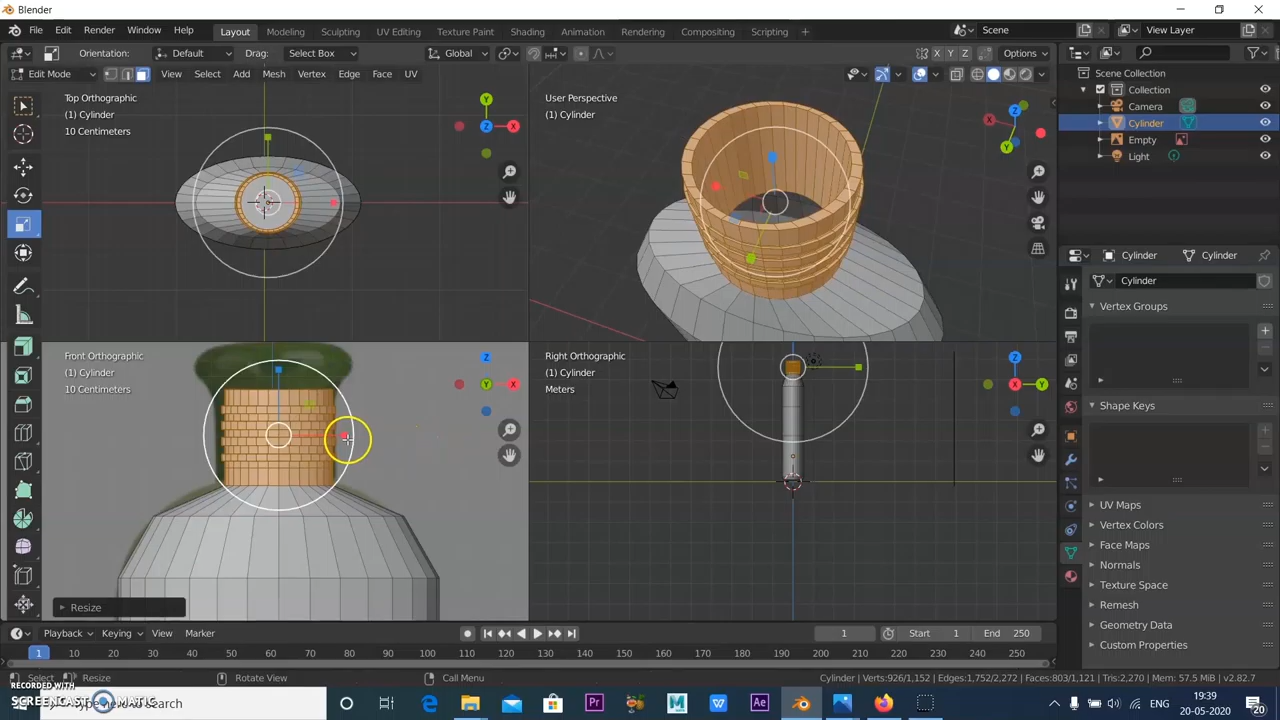 Blender
File Edit Render Window Help Layout Modeling Sculpting UV Editing Texture Paint Shading Animation Rendering Compositing Scripting + Scene View Layer
Orientation: Default Drag: Select Box Global X Y Z Options
Edit Mode View Select Add Mesh Vertex Edge Face UV
Scene Collection
Collection
Camera
Cylinder
Empty
Light
Top Orthographic
(1) Cylinder
10 Centimeters
Y
X
Z
User Perspective
(1) Cylinder
Z
X
Y
Cylinder Cylinder
Cylinder
Vertex Groups
Shape Keys
UV Maps
Vertex Colors
Face Maps
Normals
Texture Space
Remesh
Geometry Data
Custom Properties
Front Orthographic
(1) Cylinder
10 Centimeters
Z
Y
X
Right Orthographic
(1) Cylinder
Meters
Z
X
Y
Resize
Playback Keying View Marker 1 Start 1 End 250
1 10 20 30 40 50 60 70 80 90 100 110 120 130 140 150 160 170 180 190 200 210 220 230 240 250
Select Resize Rotate View Call Menu Cylinder | Verts:926/1,152 | Edges:1,752/2,272 | Faces:803/1,121 | Tris:2,270 | Mem: 57.5 MiB | v2.82.7
RECORDED WITH
SCREENCAST MATIC
search
Pr
M
Ae
ENG
19:39
20-05-2020
20